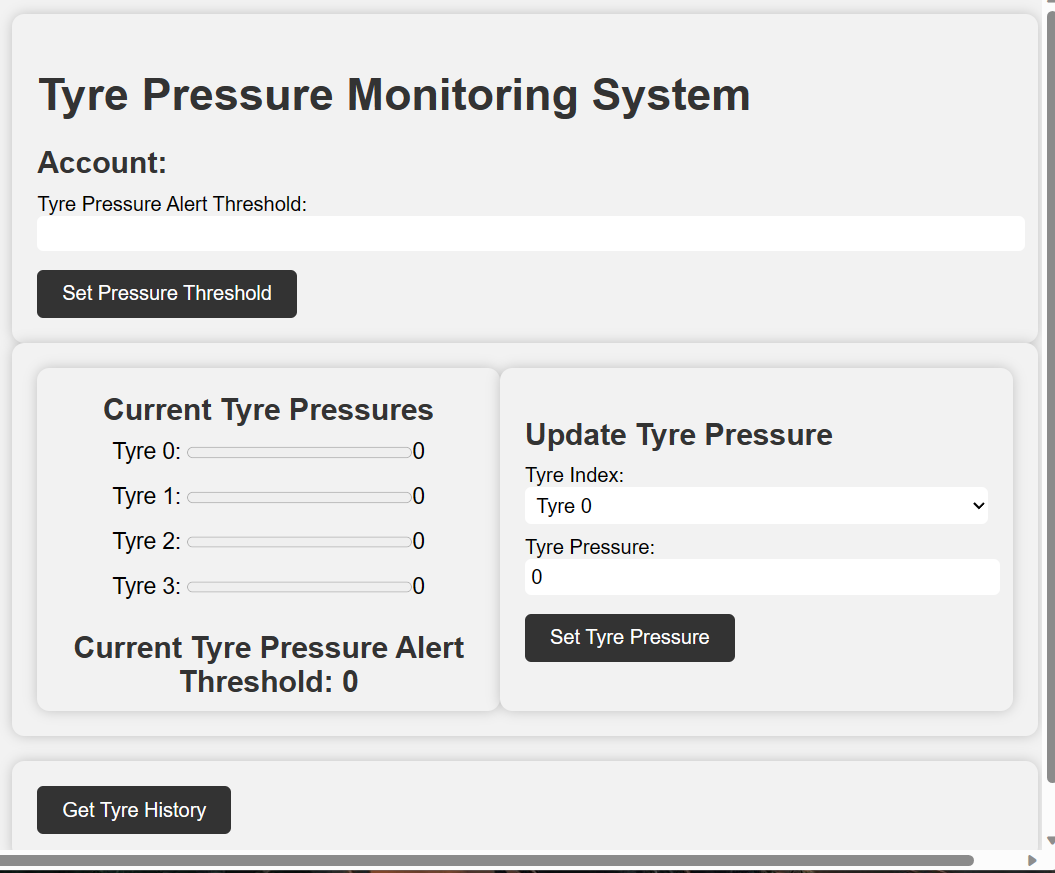 Tyre Pressure Monitoring System
Account:
Tyre Pressure Alert Threshold:
Set Pressure Threshold
Current Tyre Pressures
Tyre 0: 0
Tyre 1: 0
Tyre 2: 0
Tyre 3: 0
Current Tyre Pressure Alert
Threshold: 0
Update Tyre Pressure
Tyre Index:
Tyre 0
Tyre Pressure:
0
Set Tyre Pressure
Get Tyre History